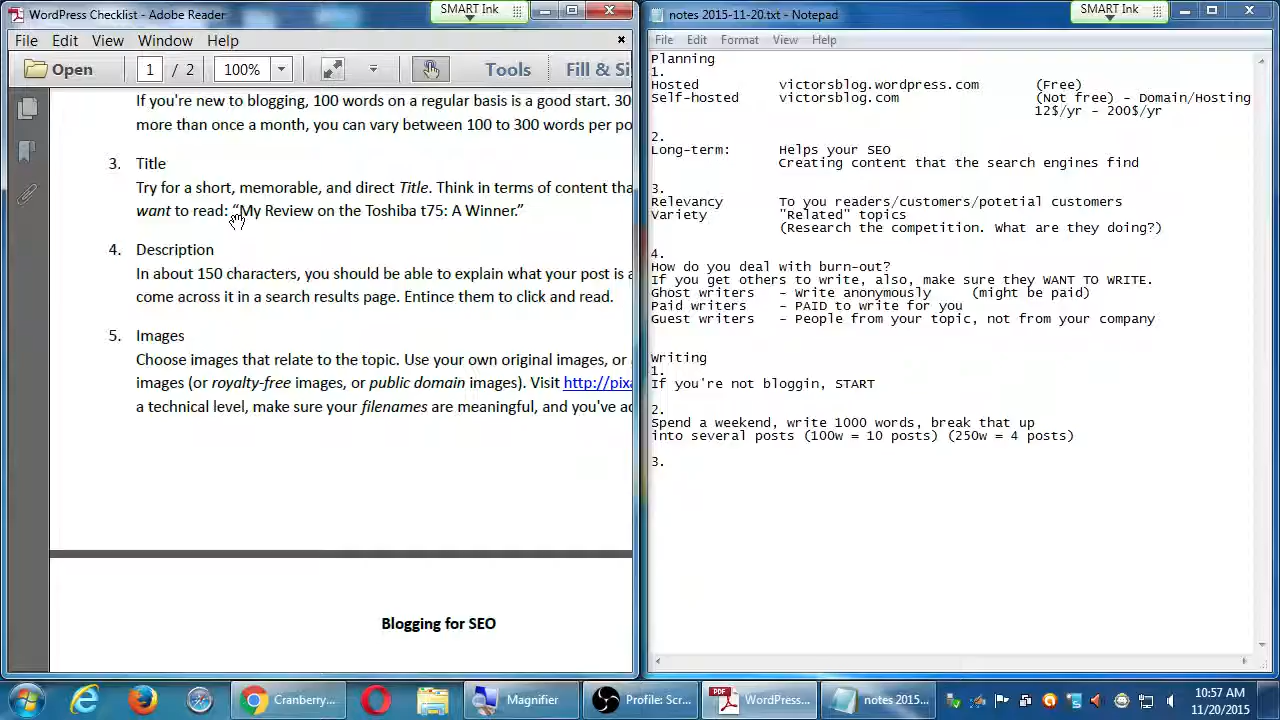 WordPress Checklist - Adobe Reader
SMART Ink
File Edit View Window Help
Open 1 / 2 100% Tools Fill & Si
If you're new to blogging, 100 words on a regular basis is a good start. 30
more than once a month, you can vary between 100 to 300 words per po
3. Title
Try for a short, memorable, and direct Title. Think in terms of content tha
want to read: “My Review on the Toshiba t75: A Winner.”
4. Description
In about 150 characters, you should be able to explain what your post is a
come across it in a search results page. Entince them to click and read.
5. Images
Choose images that relate to the topic. Use your own original images, or
images (or royalty-free images, or public domain images). Visit http://pixa
a technical level, make sure your filenames are meaningful, and you've ad
Blogging for SEO
notes 2015-11-20.txt - Notepad
SMART Ink
File Edit Format View Help
Planning
1.
Hosted victorsblog.wordpress.com (Free)
Self-hosted victorsblog.com (Not free) - Domain/Hosting
12$/yr - 200$/yr
2.
Long-term: Helps your SEO
Creating content that the search engines find
3.
Relevancy To you readers/customers/potetial customers
Variety "Related" topics
(Research the competition. What are they doing?)
4.
How do you deal with burn-out?
If you get others to write, also, make sure they WANT TO WRITE.
Ghost writers - Write anonymously (might be paid)
Paid writers - PAID to write for you
Guest writers - People from your topic, not from your company
Writing
1.
If you're not bloggin, START
2.
Spend a weekend, write 1000 words, break that up
into several posts (100w = 10 posts) (250w = 4 posts)
3.
Cranberry... Magnifier Profile: Scr... PDF WordPress... notes 2015... 10:57 AM
11/20/2015